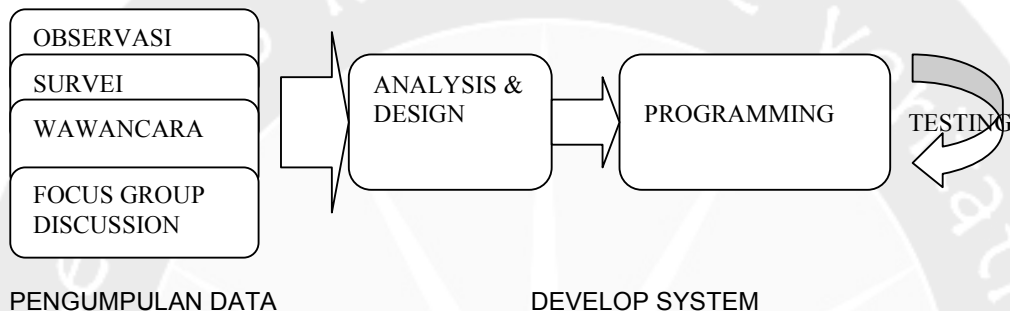 OBSERVASI
SURVEI
WAWANCARA
FOCUS GROUP
DISCUSSION
ANALYSIS &
DESIGN
PROGRAMMING
TESTING
PENGUMPULAN DATA
DEVELOP SYSTEM